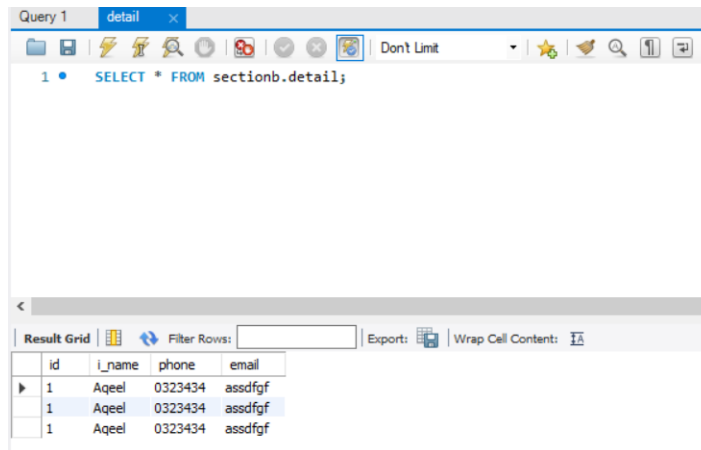 Query 1 detail ×
Don't Limit
1 SELECT * FROM sectionb.detail;
Result Grid Filter Rows: Export: Wrap Cell Content: IA
id i_name phone email
1 Aqeel 0323434 assdfgf
1 Aqeel 0323434 assdfgf
1 Aqeel 0323434 assdfgf